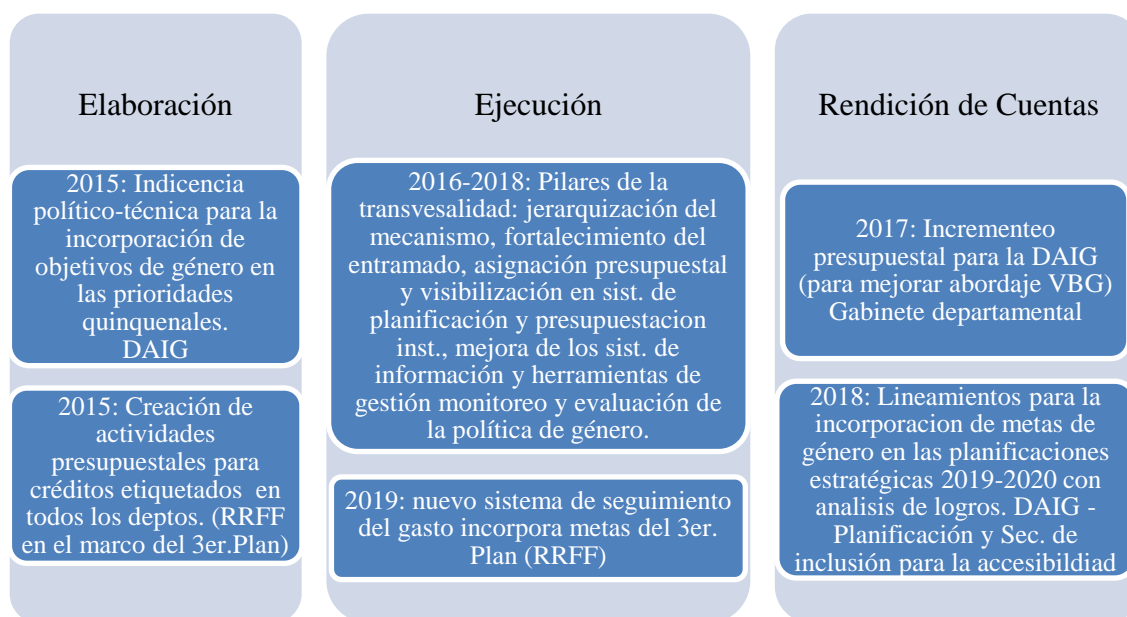 Elaboración
2015: Indicencia
político-técnica para la
incorporación de
objetivos de género en
las prioridades
quinquenales.
DAIG
2015: Creación de
actividades
presupuestales para
créditos etiquetados en
todos los deptos. (RRFF
en el marco del 3er.Plan)
Ejecución
2016-2018: Pilares de la
transvesalidad: jerarquización del
mecanismo, fortalecimiento del
entramado, asignación presupuestal
y visibilización en sist. de
planificación y presupuestacion
inst., mejora de los sist. de
información y herramientas de
gestión monitoreo y evaluación de
la política de género.
2019: nuevo sistema de seguimiento
del gasto incorpora metas del 3er.
Plan (RRFF)
Rendición de Cuentas
2017: Incrementeo
presupuestal para la DAIG
(para mejorar abordaje VBG)
Gabinete departamental
2018: Lineamientos para la
incorporacion de metas de
género en las planificaciones
estratégicas 2019-2020 con
analisis de logros. DAIG -
Planificación y Sec. de
inclusión para la accesibildiad